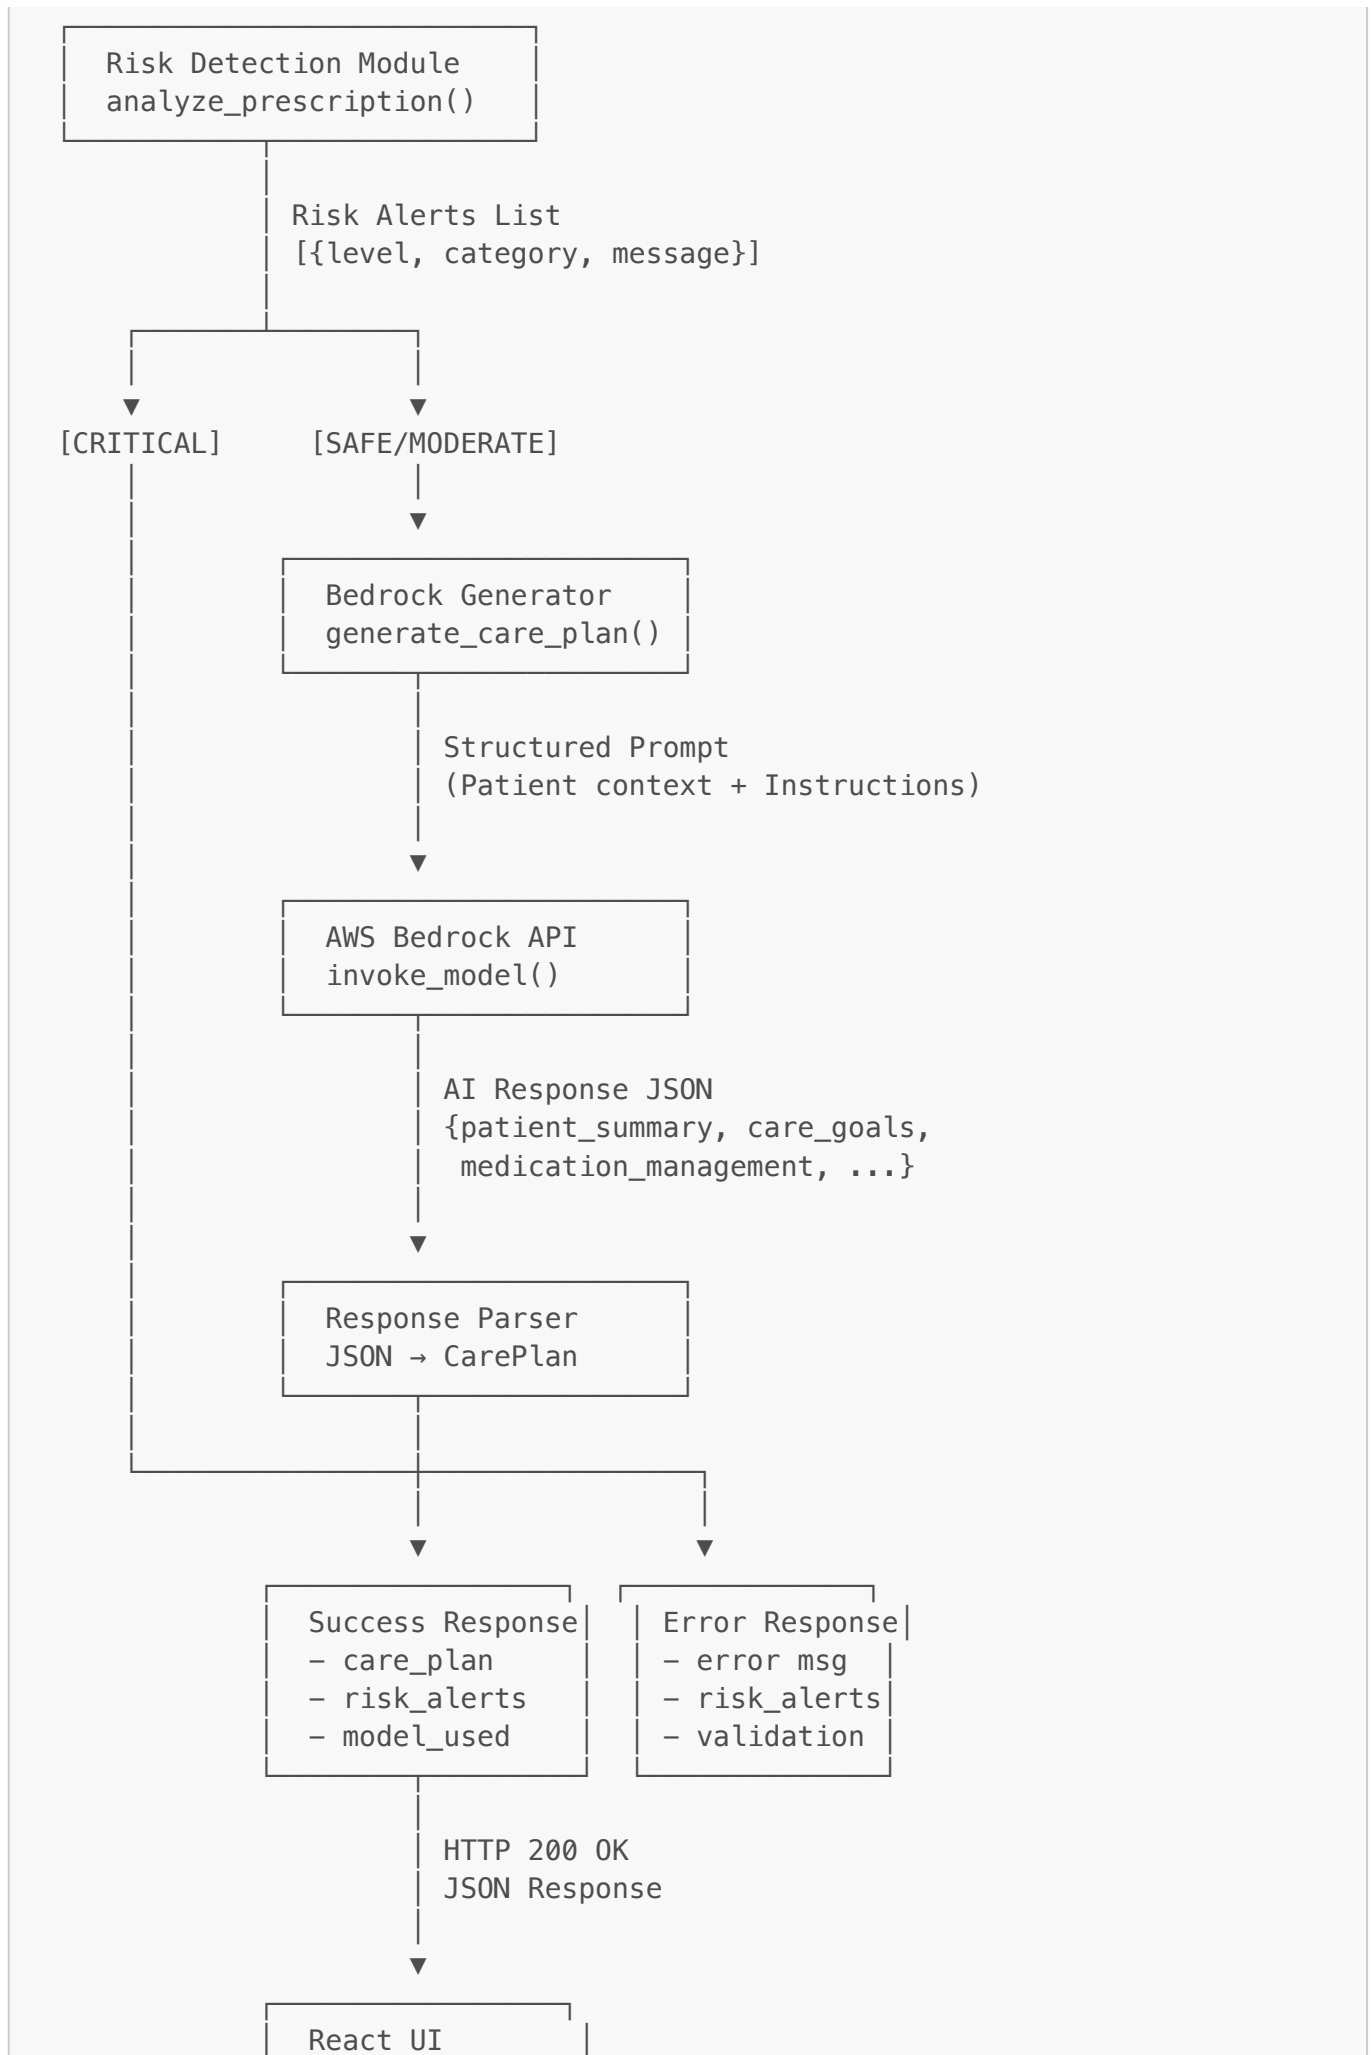 Risk Detection Module
analyze_prescription()
Risk Alerts List
[{level, category, message}]
[CRITICAL] [SAFE/MODERATE]
Bedrock Generator
generate_care_plan()
Structured Prompt
(Patient context + Instructions)
AWS Bedrock API
invoke_model()
AI Response JSON
{patient_summary, care_goals,
medication_management, ...}
Response Parser
JSON → CarePlan
Success Response Error Response
- care_plan - error msg
- risk_alerts - risk_alerts
- model_used - validation
HTTP 200 OK
JSON Response
React UI